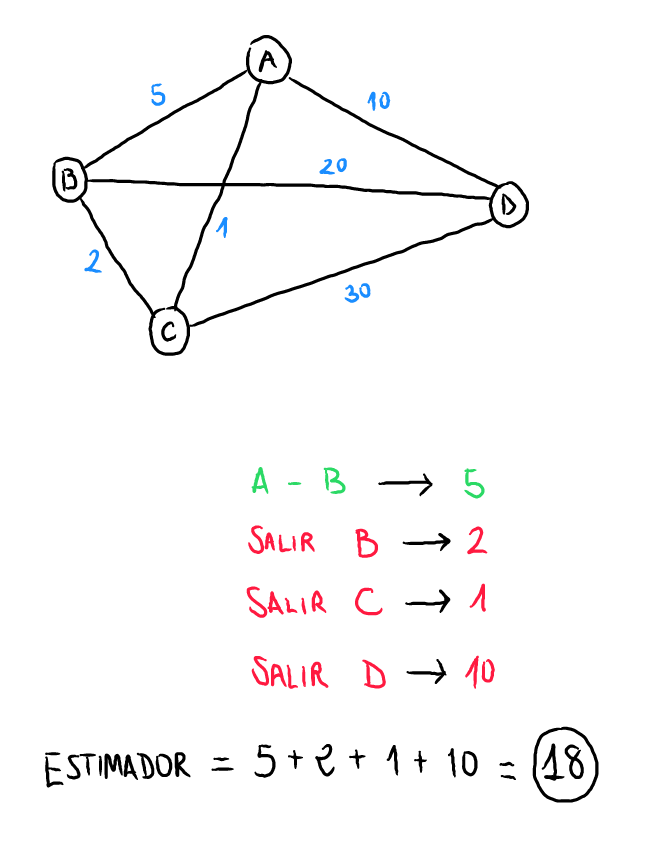 A
5
10
B
20
D
1
2
30
C
A - B → 5
SALIR B → 2
SALIR C → 1
SALIR D → 10
ESTIMADOR = 5 + 2 + 1 + 10 = 18